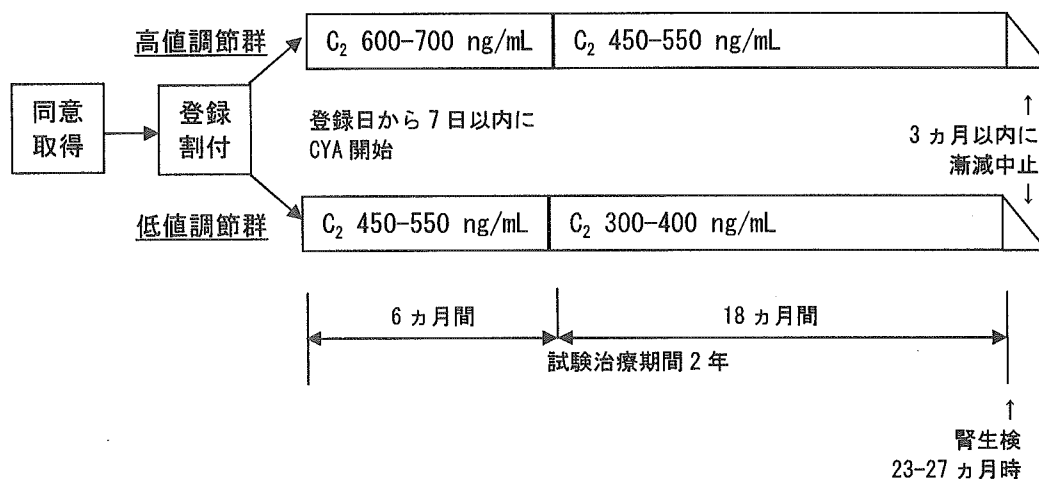 高値調節群
C₂ 600-700 ng/mL
C₂ 450-550 ng/mL
同意
取得
登録
割付
登録日から7日以内に
CYA開始
↑
3ヵ月以内に
漸減中止
↓
低値調節群
C₂ 450-550 ng/mL
C₂ 300-400 ng/mL
6ヵ月間
18ヵ月間
試験治療期間2年
↑
腎生検
23-27ヵ月時